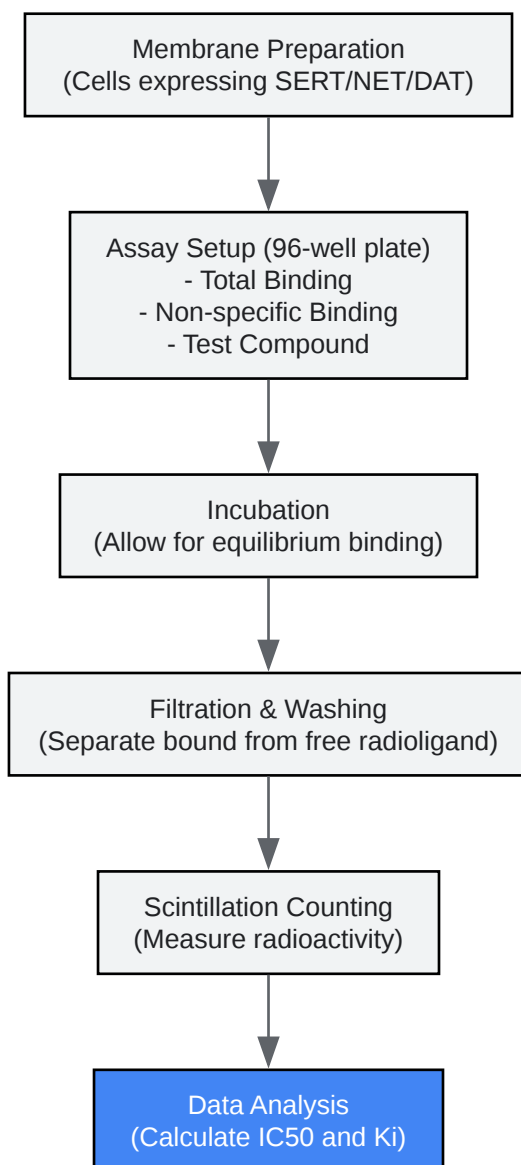 Membrane Preparation
(Cells expressing SERT/NET/DAT)
Assay Setup (96-well plate)
- Total Binding
- Non-specific Binding
- Test Compound
Incubation
(Allow for equilibrium binding)
Filtration & Washing
(Separate bound from free radioligand)
Scintillation Counting
(Measure radioactivity)
Data Analysis
(Calculate IC50 and Ki)